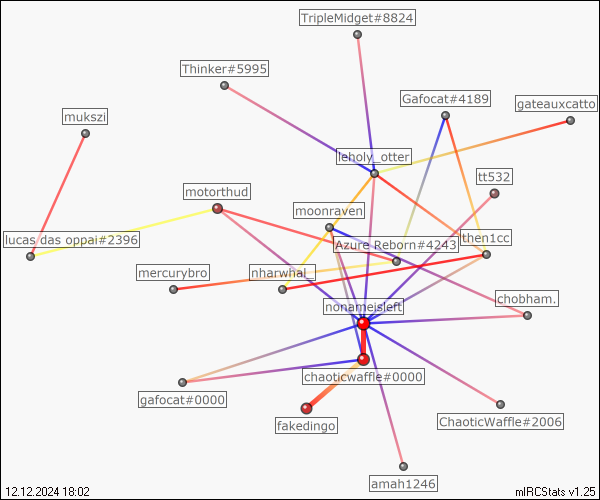 TripleMidget#8824
Thinker#5995
Gafocat#4189
gateauxcatto
mukszi
leholy_otter
tt532
motorthud
moonraven
lucas das oppai#2396
Azure Reborn#4243
then1cc
mercurybro
nharwhal_
nonameisleft
chobham.
chaoticwaffle#0000
gafocat#0000
ChaoticWaffle#2006
fakedingo
amah1246
12.12.2024 18:02
mIRCStats v1.25